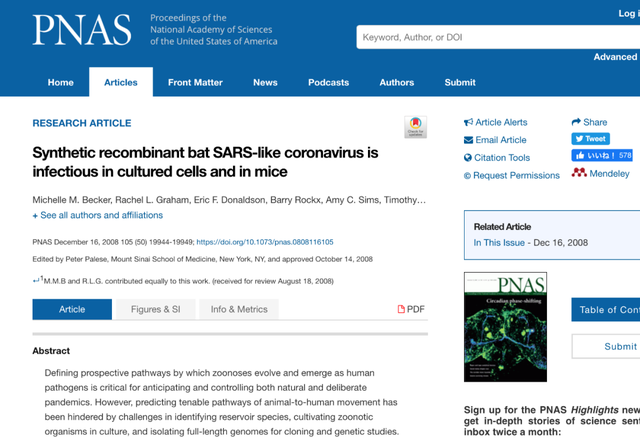 PNAS
Proceedings of the
National Academy of Sciences
of the United States of America
Log i
Keyword, Author, or DOI
Advanced
Home
Articles
Front Matter
News
Podcasts
Authors
Submit
RESEARCH ARTICLE
Synthetic recombinant bat SARS-like coronavirus is
infectious in cultured cells and in mice
Michelle M. Becker, Rachel L. Graham, Eric F. Donaldson, Barry Rockx, Amy C. Sims, Timothy…
+ See all authors and affiliations
PNAS December 16, 2008 105 (50) 19944-19949; https://doi.org/10.1073/pnas.0808116105
Edited by Peter Palese, Mount Sinai School of Medicine, New York, NY, and approved October 14, 2008
↵1M.M.B and R.L.G. contributed equally to this work. (received for review August 18, 2008)
Article
Figures & SI
Info & Metrics
PDF
Abstract
Defining prospective pathways by which zoonoses evolve and emerge as human
pathogens is critical for anticipating and controlling both natural and deliberate
pandemics. However, predicting tenable pathways of animal-to-human movement has
been hindered by challenges in identifying reservoir species, cultivating zoonotic
organisms in culture, and isolating full-length genomes for cloning and genetic studies.
Article Alerts
Share
Email Article
Tweet
Citation Tools
いいね！ 578
© Request Permissions
Mendeley
Related Article
In This Issue - Dec 16, 2008
PNAS
Circadian phase-shifting
Table of Cont
Submit
Sign up for the PNAS Highlights new
get in-depth stories of science sen
inbox twice a month: